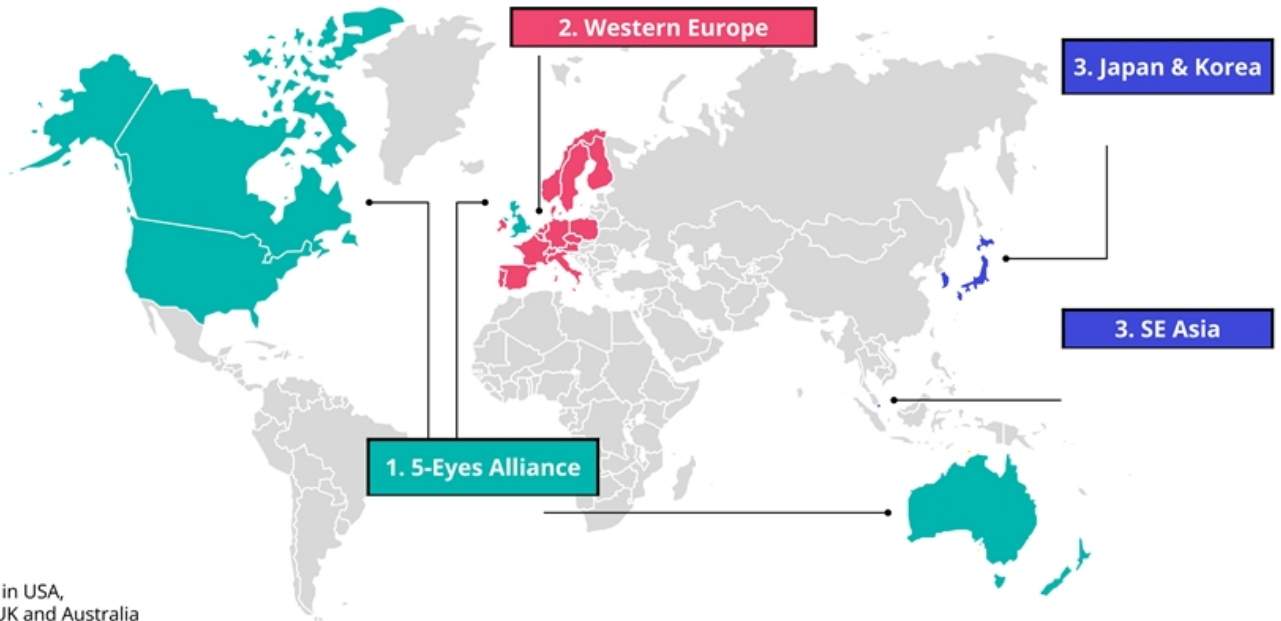 2. Western Europe
3. Japan & Korea
3. SE Asia
1. 5-Eyes Alliance
in USA,
UK and Australia